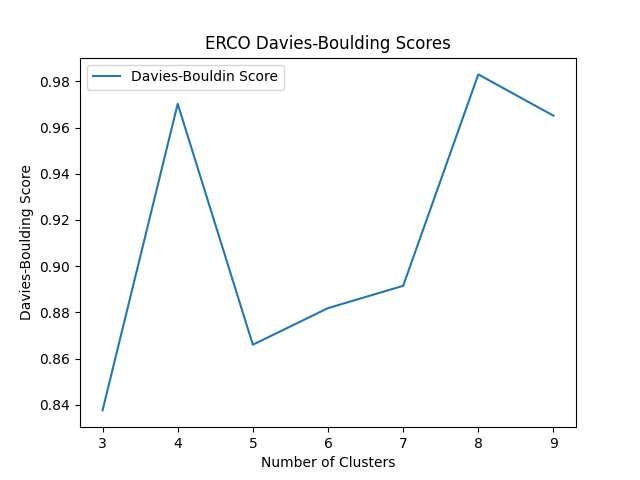 ERCO Davies-Boulding Scores
Davies-Bouldin Score
Davies-Boulding Score
0.98
0.96
0.94
0.92
0.90
0.88
0.86
0.84
3 4 5 6 7 8 9
Number of Clusters